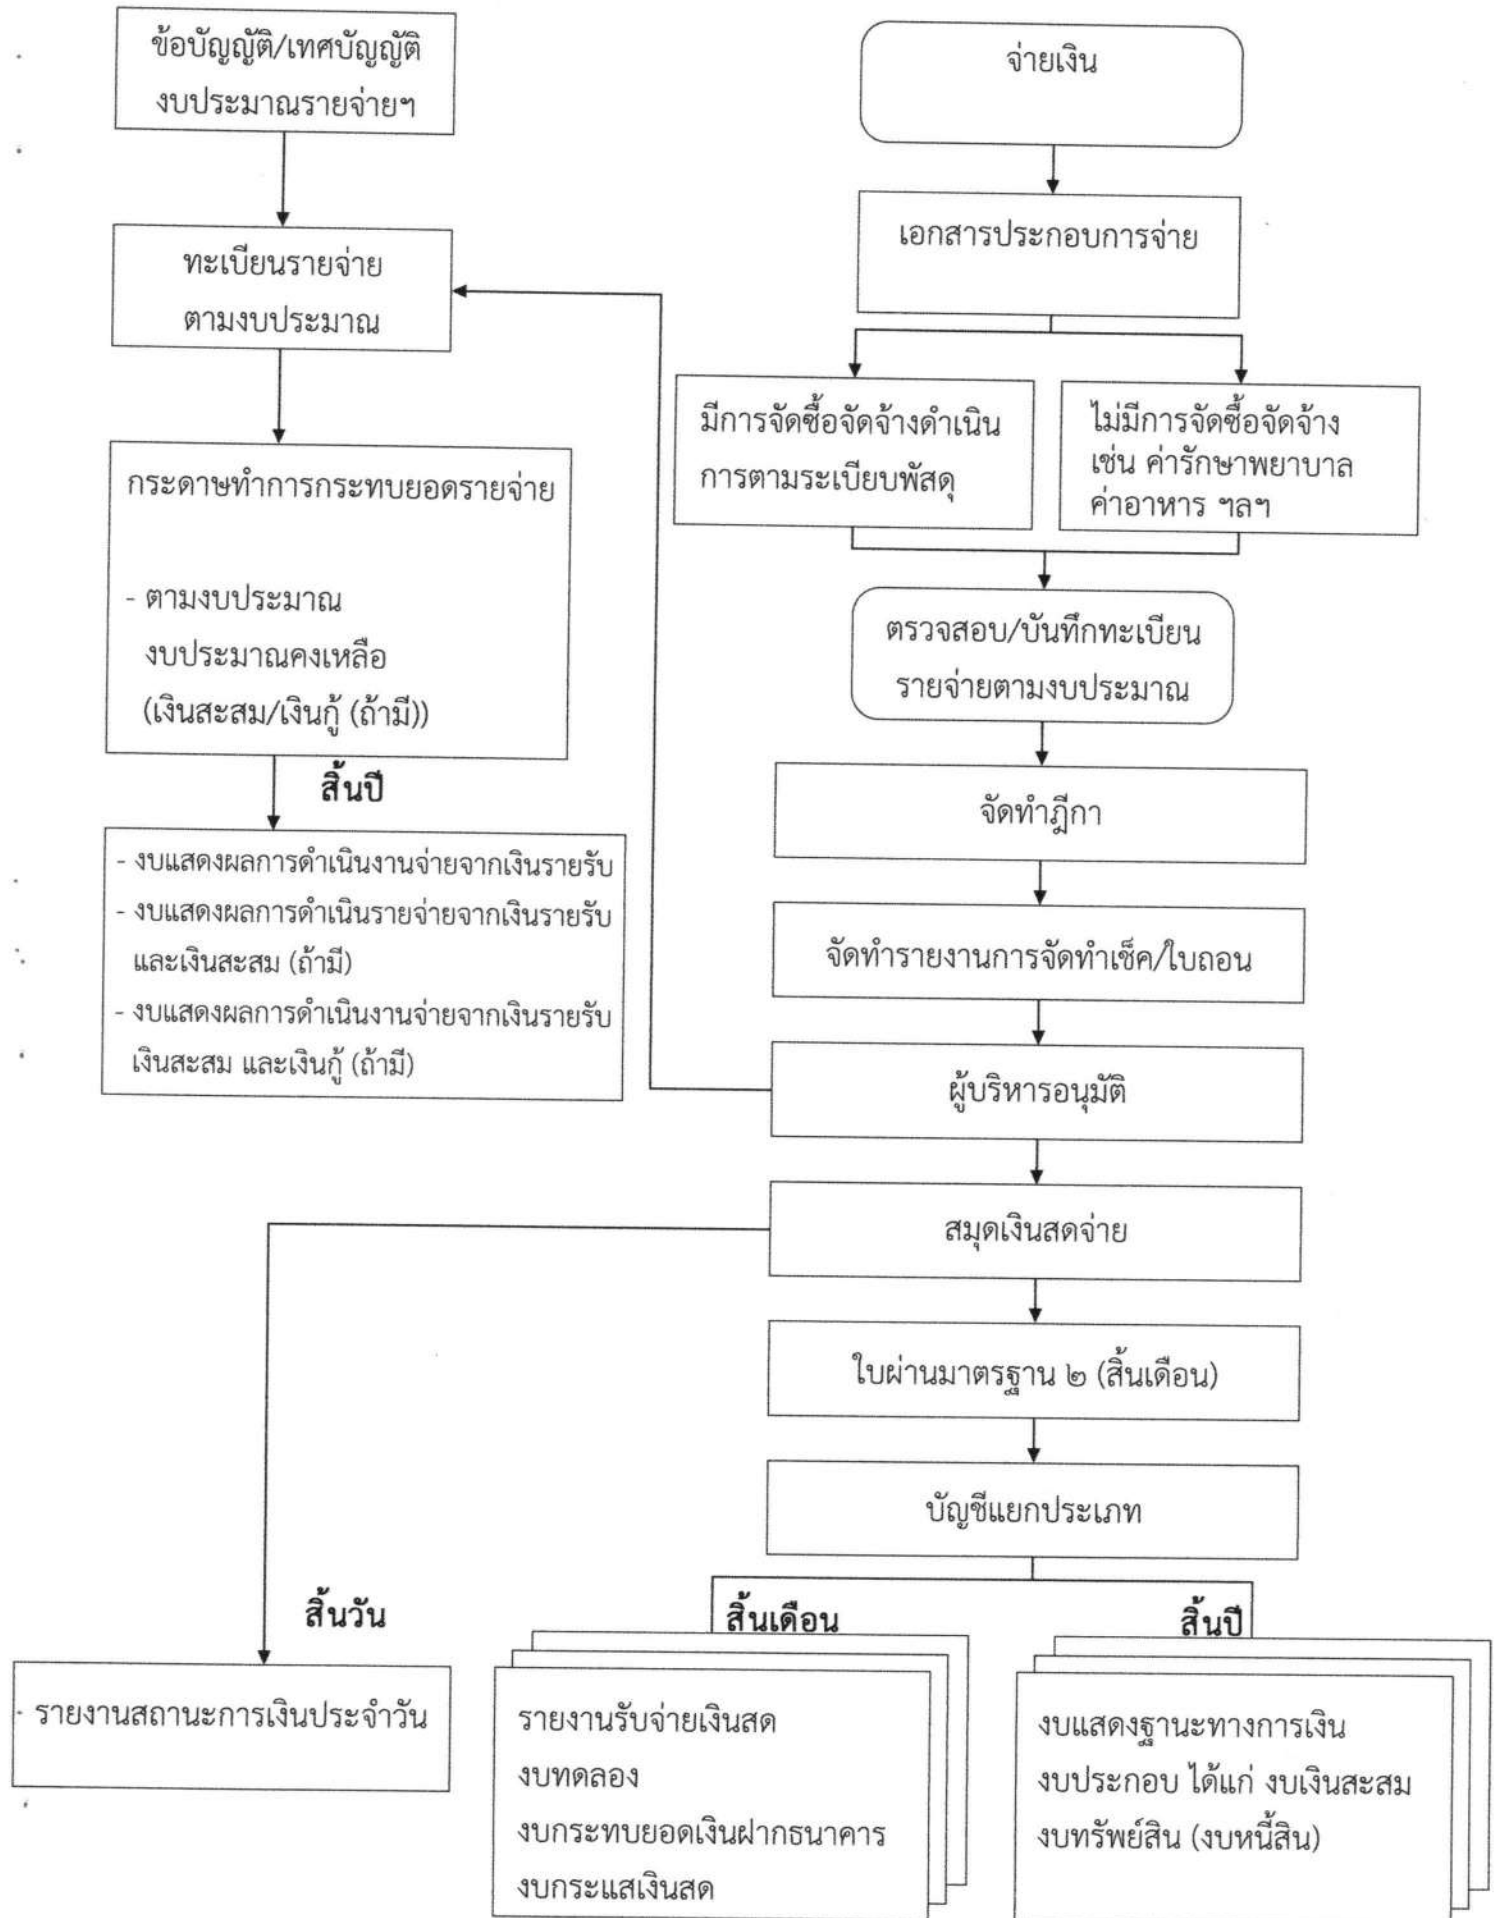 ข้อบัญญัติ/เทศบัญญัติ
งบประมาณรายจ่ายฯ
ทะเบียนรายจ่าย
ตามงบประมาณ
กระดาษทำการกระทบยอดรายจ่าย
- ตามงบประมาณ
งบประมาณคงเหลือ
(เงินสะสม/เงินกู้ (ถ้ามี))
สิ้นปี
- งบแสดงผลการดำเนินงานจ่ายจากเงินรายรับ
- งบแสดงผลการดำเนินรายจ่ายจากเงินรายรับ
และเงินสะสม (ถ้ามี)
- งบแสดงผลการดำเนินงานจ่ายจากเงินรายรับ
เงินสะสม และเงินกู้ (ถ้ามี)
จ่ายเงิน
เอกสารประกอบการจ่าย
มีการจัดซื้อจัดจ้างดำเนิน
การตามระเบียบพัสดุ
ไม่มีการจัดซื้อจัดจ้าง
เช่น ค่ารักษาพยาบาล
ค่าอาหาร ฯลฯ
ตรวจสอบ/บันทึกทะเบียน
รายจ่ายตามงบประมาณ
จัดทำฎีกา
จัดทำรายงานการจัดทำเช็ค/ใบถอน
ผู้บริหารอนุมัติ
สมุดเงินสดจ่าย
ใบผ่านมาตรฐาน ๒ (สิ้นเดือน)
บัญชีแยกประเภท
สิ้นวัน
รายงานสถานะการเงินประจำวัน
สิ้นเดือน
รายงานรับจ่ายเงินสด
งบทดลอง
งบกระทบยอดเงินฝากธนาคาร
งบกระแสเงินสด
สิ้นปี
งบแสดงฐานะทางการเงิน
งบประกอบ ได้แก่ งบเงินสะสม
งบทรัพย์สิน (งบหนี้สิน)